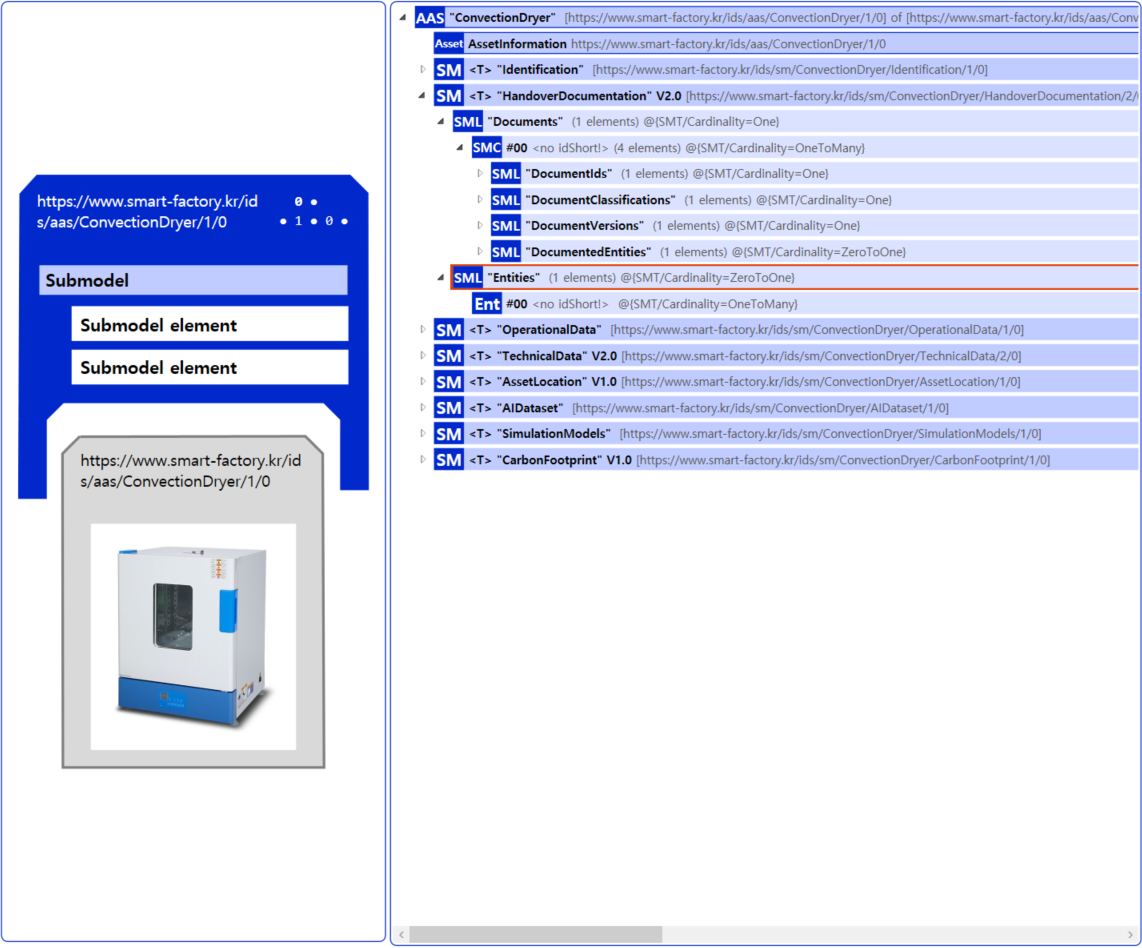 https://www.smart-factory.kr/id
s/aas/ConvectionDryer/1/0
0 •
• 1 • 0 •
Submodel
Submodel element
Submodel element
https://www.smart-factory.kr/id
s/aas/ConvectionDryer/1/0
AAS "ConvectionDryer" [https://www.smart-factory.kr/ids/aas/ConvectionDryer/1/0] of [https://www.smart-factory.kr/ids/aas/Conv
Asset AssetInformation https://www.smart-factory.kr/ids/aas/ConvectionDryer/1/0
SM <T> "Identification" [https://www.smart-factory.kr/ids/sm/ConvectionDryer/Identification/1/0]
SM <T> "HandoverDocumentation" V2.0 [https://www.smart-factory.kr/ids/sm/ConvectionDryer/HandoverDocumentation/2/0
SML "Documents" (1 elements) @{SMT/Cardinality=One}
SMC #00 <no idShort!> (4 elements) @{SMT/Cardinality=OneToMany}
SML "DocumentIds" (1 elements) @{SMT/Cardinality=One}
SML "DocumentClassifications" (1 elements) @{SMT/Cardinality=One}
SML "DocumentVersions" (1 elements) @{SMT/Cardinality=One}
SML "DocumentedEntities" (1 elements) @{SMT/Cardinality=ZeroToOne}
SML "Entities" (1 elements) @{SMT/Cardinality=ZeroToOne}
Ent #00 <no idShort!> @{SMT/Cardinality=OneToMany}
SM <T> "OperationalData" [https://www.smart-factory.kr/ids/sm/ConvectionDryer/OperationalData/1/0]
SM <T> "TechnicalData" V2.0 [https://www.smart-factory.kr/ids/sm/ConvectionDryer/TechnicalData/2/0]
SM <T> "AssetLocation" V1.0 [https://www.smart-factory.kr/ids/sm/ConvectionDryer/AssetLocation/1/0]
SM <T> "AIDataset" [https://www.smart-factory.kr/ids/sm/ConvectionDryer/AIDataset/1/0]
SM <T> "SimulationModels" [https://www.smart-factory.kr/ids/sm/ConvectionDryer/SimulationModels/1/0]
SM <T> "CarbonFootprint" V1.0 [https://www.smart-factory.kr/ids/sm/ConvectionDryer/CarbonFootprint/1/0]